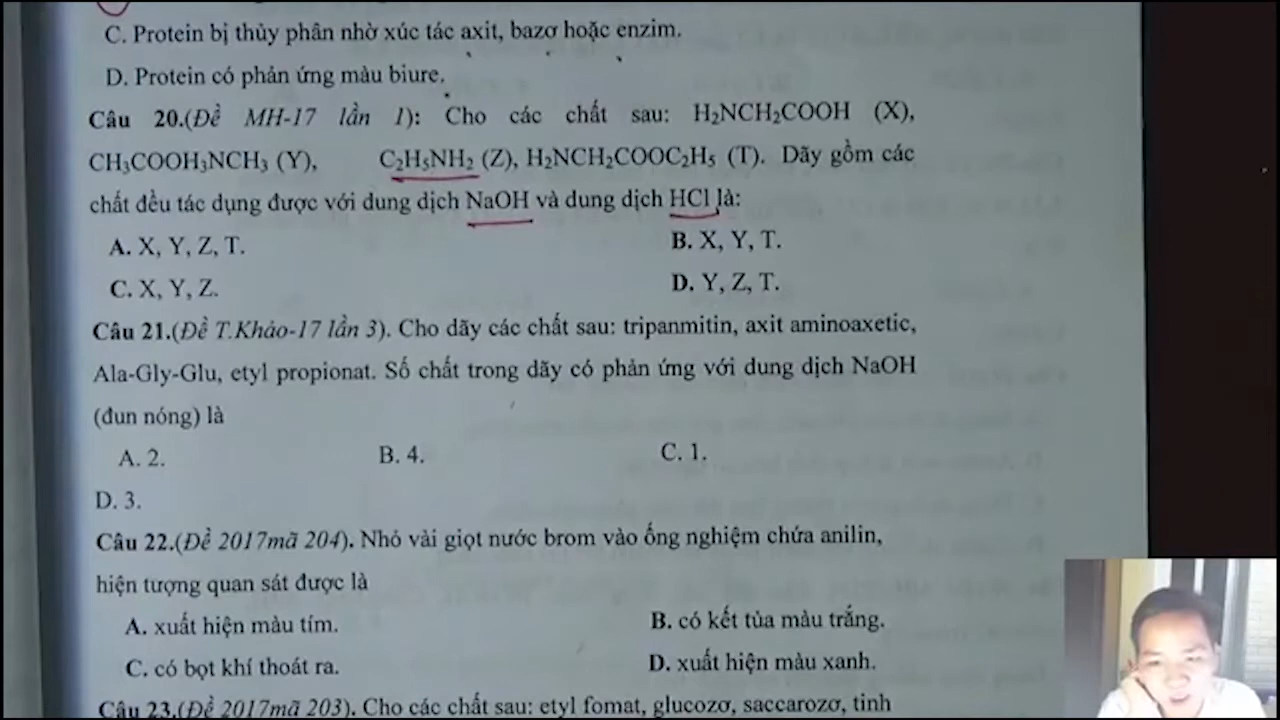 C. Protein bị thủy phân nhờ xúc tác axit, bazơ hoặc enzim.
D. Protein có phản ứng màu biure.
Câu 20.(Đề MH-17 lần 1): Cho các chất sau: H₂NCH₂COOH (X),
CH₃COOH₃NCH₃ (Y), C₂H₅NH₂ (Z), H₂NCH₂COOC₂H₅ (T). Dãy gồm các
chất đều tác dụng được với dung dịch NaOH và dung dịch HCl là:
A. X, Y, Z, T.
B. X, Y, T.
C. X, Y, Z.
D. Y, Z, T.
Câu 21.(Đề T.Khảo-17 lần 3). Cho dãy các chất sau: tripanmitin, axit aminoaxetic,
Ala-Gly-Glu, etyl propionat. Số chất trong dãy có phản ứng với dung dịch NaOH
(đun nóng) là
A. 2.
B. 4.
C. 1.
D. 3.
Câu 22.(Đề 2017mã 204). Nhỏ vài giọt nước brom vào ống nghiệm chứa anilin,
hiện tượng quan sát được là
A. xuất hiện màu tím.
B. có kết tủa màu trắng.
C. có bọt khí thoát ra.
D. xuất hiện màu xanh.
Câu 23.(Đề 2017mã 203). Cho các chất sau: etyl fomat, glucozơ, saccarozơ, tinh